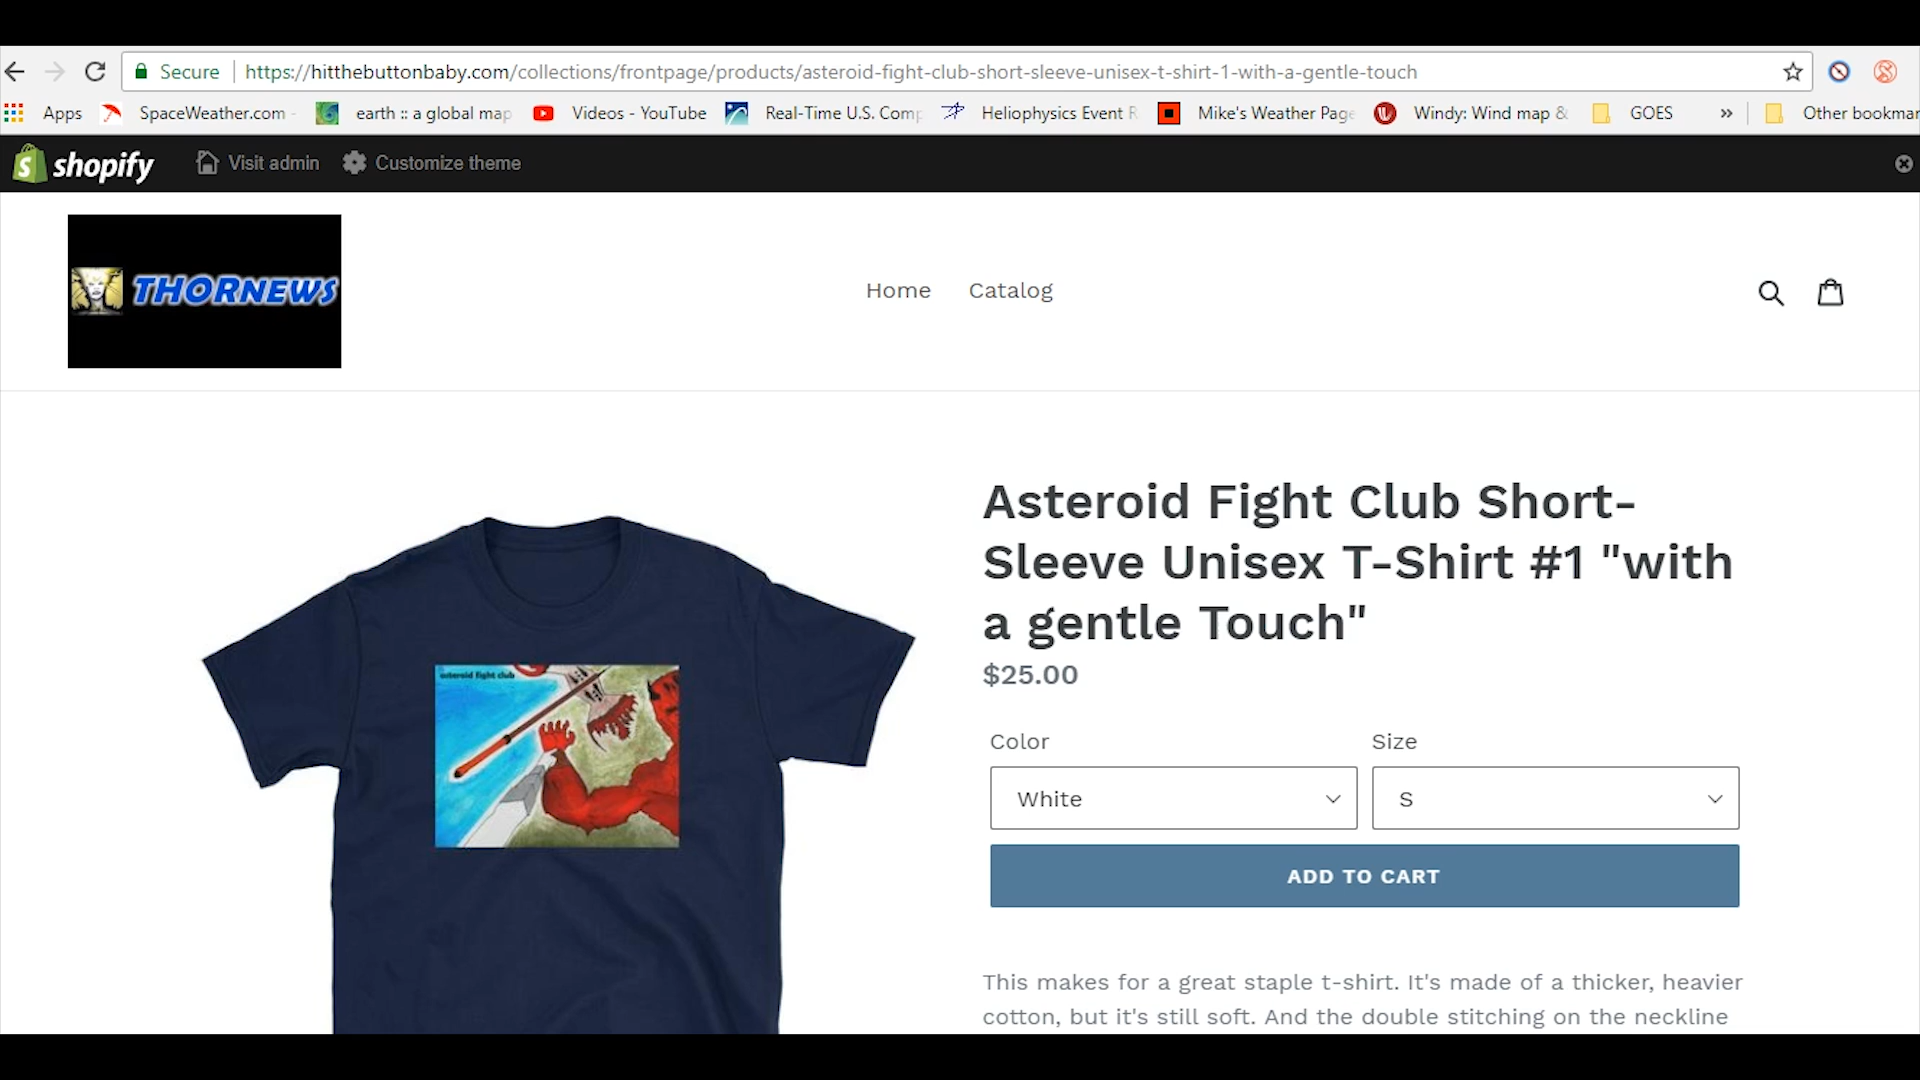 Secure https://hitthebuttonbaby.com/collections/frontpage/products/asteroid-fight-club-short-sleeve-unisex-t-shirt-1-with-a-gentle-touch
Apps SpaceWeather.com - earth :: a global map Videos - YouTube Real-Time U.S. Comp Heliophysics Event R Mike's Weather Page Windy: Wind map & GOES » Other bookmar
shopify Visit admin Customize theme
THORNEWS
Home Catalog
Asteroid Fight Club Short-
Sleeve Unisex T-Shirt #1 "with
a gentle Touch"
$25.00
asteroid fight club
Color Size
White S
ADD TO CART
This makes for a great staple t-shirt. It's made of a thicker, heavier
cotton, but it's still soft. And the double stitching on the neckline